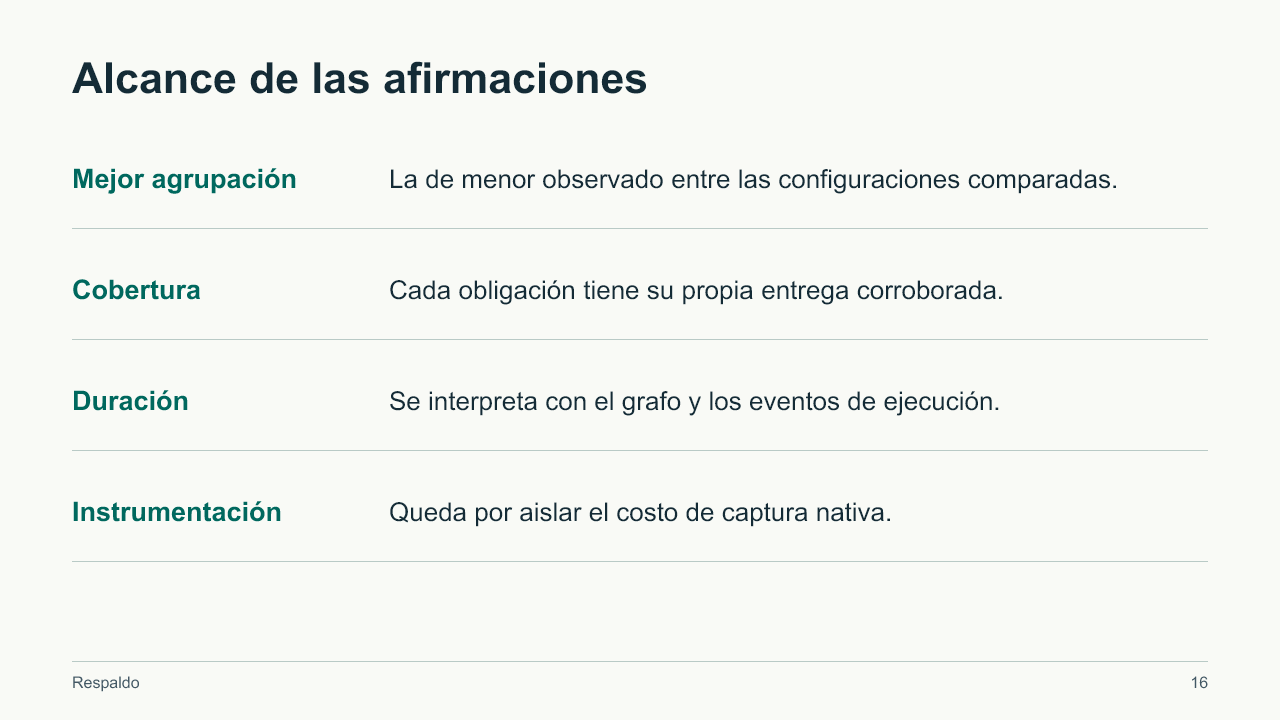 Alcance de las afirmaciones
Mejor agrupación
La de menor observado entre las configuraciones comparadas.
Cobertura
Cada obligación tiene su propia entrega corroborada.
Duración
Se interpreta con el grafo y los eventos de ejecución.
Instrumentación
Queda por aislar el costo de captura nativa.
Respaldo
16